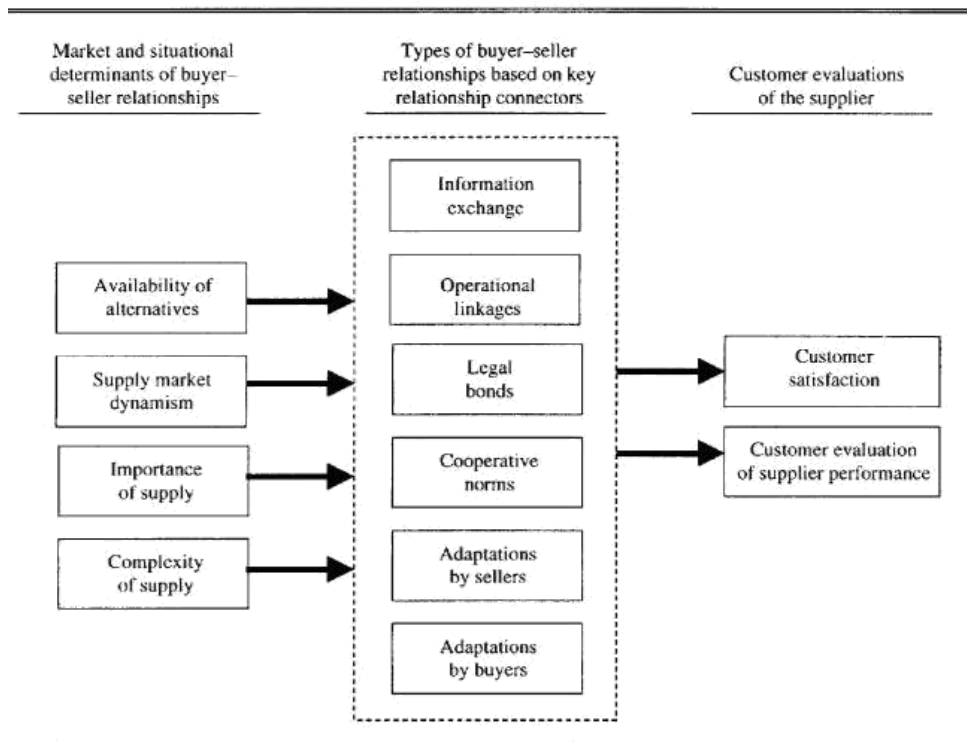 Market and situational
determinants of buyer–
seller relationships
Types of buyer–seller
relationships based on key
relationship connectors
Customer evaluations
of the supplier
Information
exchange
Availability of
alternatives
Operational
linkages
Supply market
dynamism
Legal
bonds
Customer
satisfaction
Importance
of supply
Cooperative
norms
Customer evaluation
of supplier performance
Complexity
of supply
Adaptations
by sellers
Adaptations
by buyers